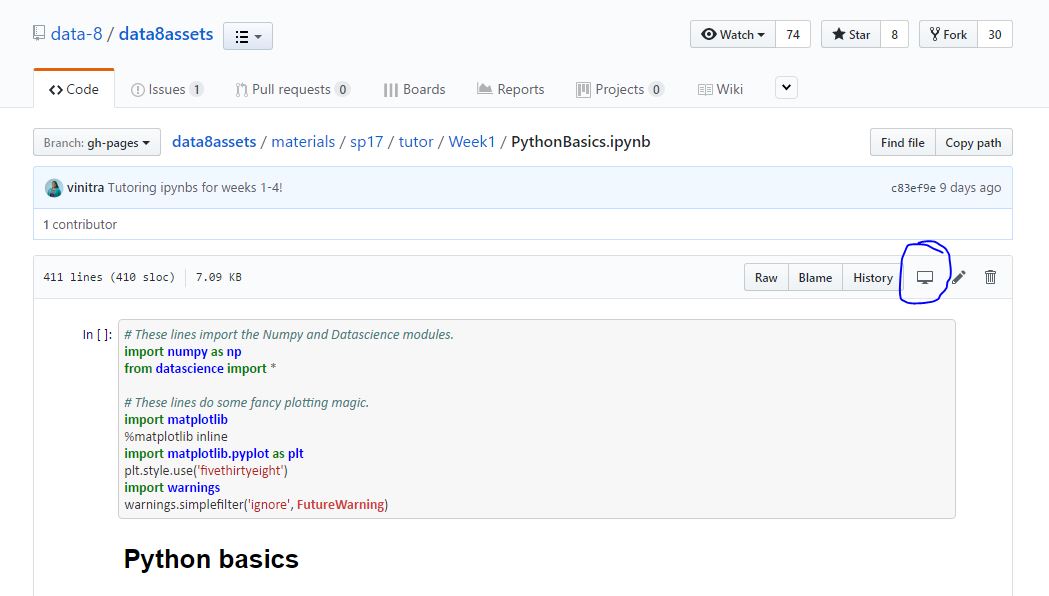 data-8 / data8assets
Watch 74 Star 8 Fork 30
Code Issues 1 Pull requests 0 Boards Reports Projects 0 Wiki
Branch: gh-pages data8assets / materials / sp17 / tutor / Week1 / PythonBasics.ipynb Find file Copy path
vinitra Tutoring ipynbs for weeks 1-4! c83ef9e 9 days ago
1 contributor
411 lines (410 sloc) 7.09 KB Raw Blame History
In [ ]: # These lines import the Numpy and Datascience modules.
import numpy as np
from datascience import *
# These lines do some fancy plotting magic.
import matplotlib
%matplotlib inline
import matplotlib.pyplot as plt
plt.style.use('fivethirtyeight')
import warnings
warnings.simplefilter('ignore', FutureWarning)
Python basics